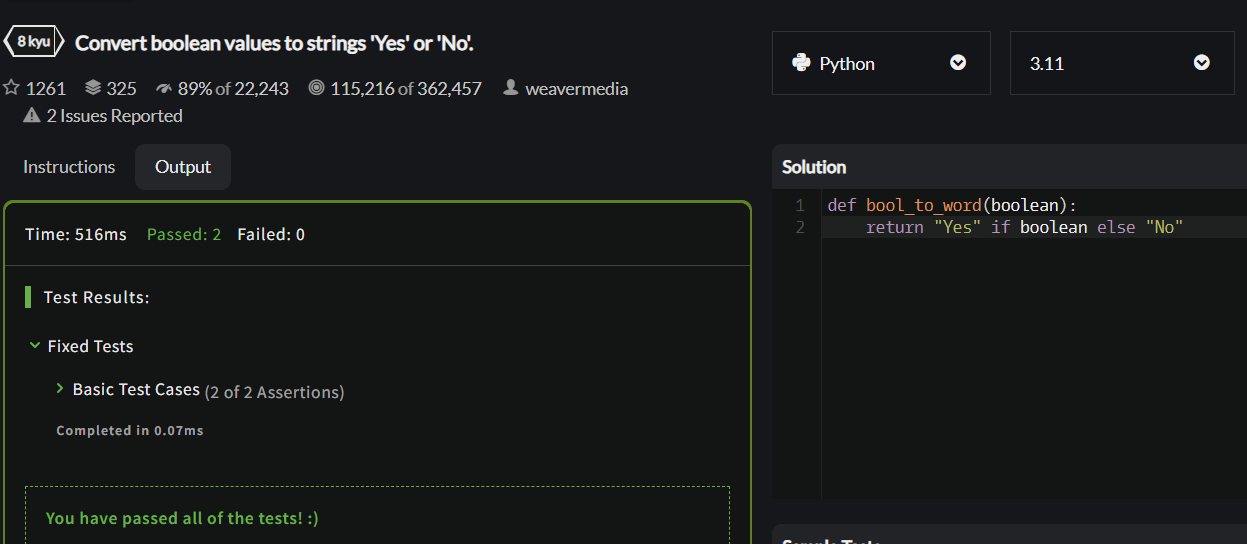 8 kyu Convert boolean values to strings 'Yes' or 'No'.
1261 325 89% of 22,243 115,216 of 362,457 weavermedia
2 Issues Reported
Python 3.11
Instructions Output
Time: 516ms Passed: 2 Failed: 0
Test Results:
Fixed Tests
Basic Test Cases (2 of 2 Assertions)
Completed in 0.07ms
You have passed all of the tests! :)
Solution
1 def bool_to_word(boolean):
2 return "Yes" if boolean else "No"
Sample Tests